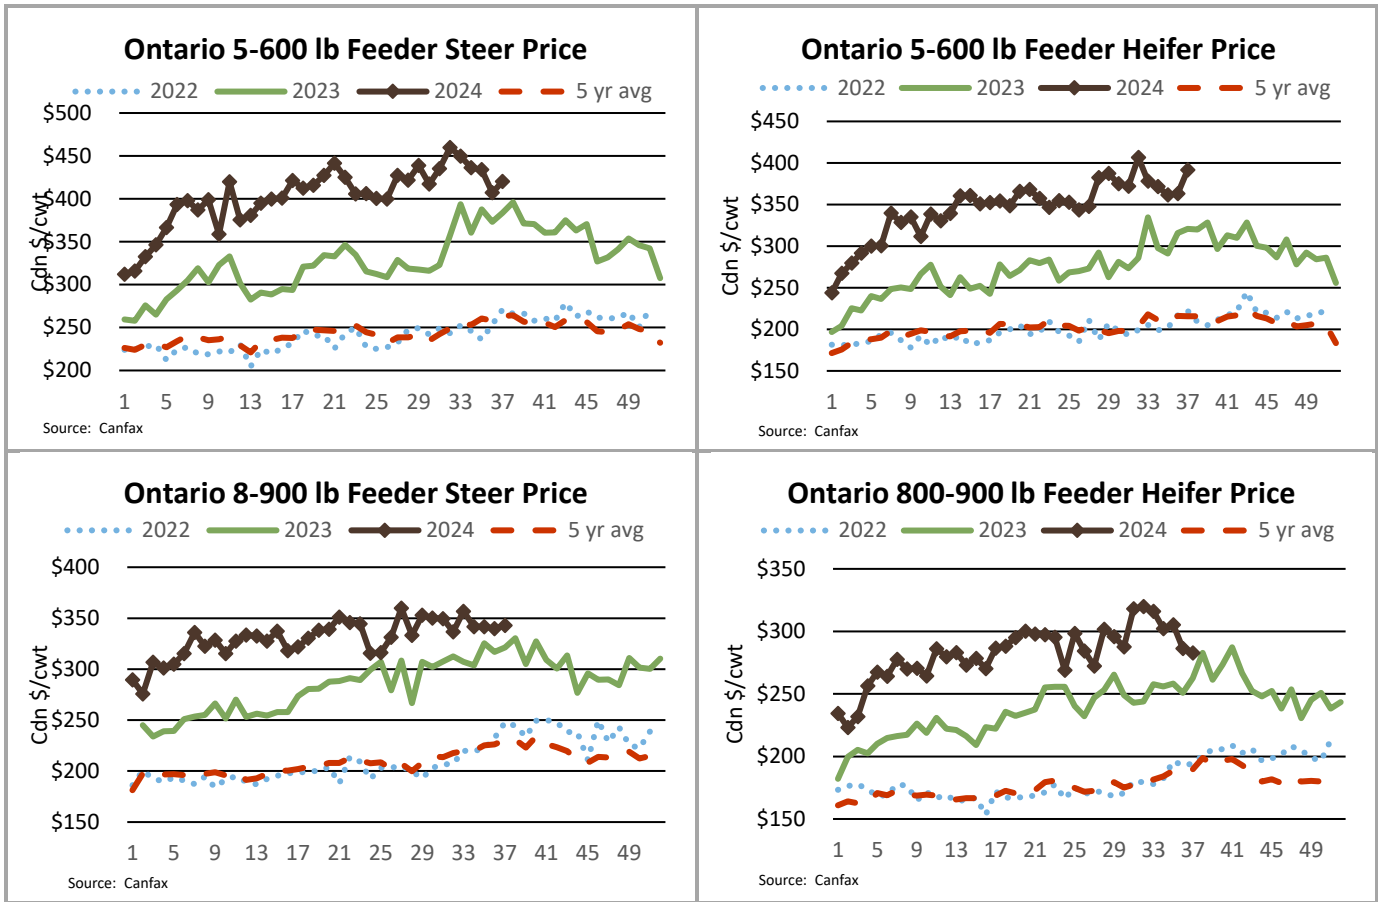 Ontario 5-600 lb Feeder Steer Price
2022 2023 2024 5 yr avg
$500
$450
$400
$350
$300
$250
$200
Cdn $/cwt
1 5 9 13 17 21 25 29 33 37 41 45 49
Source: Canfax
Ontario 5-600 lb Feeder Heifer Price
2022 2023 2024 5 yr avg
$450
$400
$350
$300
$250
$200
$150
Cdn $/cwt
1 5 9 13 17 21 25 29 33 37 41 45 49
Source: Canfax
Ontario 8-900 lb Feeder Steer Price
2022 2023 2024 5 yr avg
$400
$350
$300
$250
$200
$150
Cdn $/cwt
1 5 9 13 17 21 25 29 33 37 41 45 49
Source: Canfax
Ontario 800-900 lb Feeder Heifer Price
2022 2023 2024 5 yr avg
$350
$300
$250
$200
$150
Cdn $/cwt
1 5 9 13 17 21 25 29 33 37 41 45 49
Source: Canfax